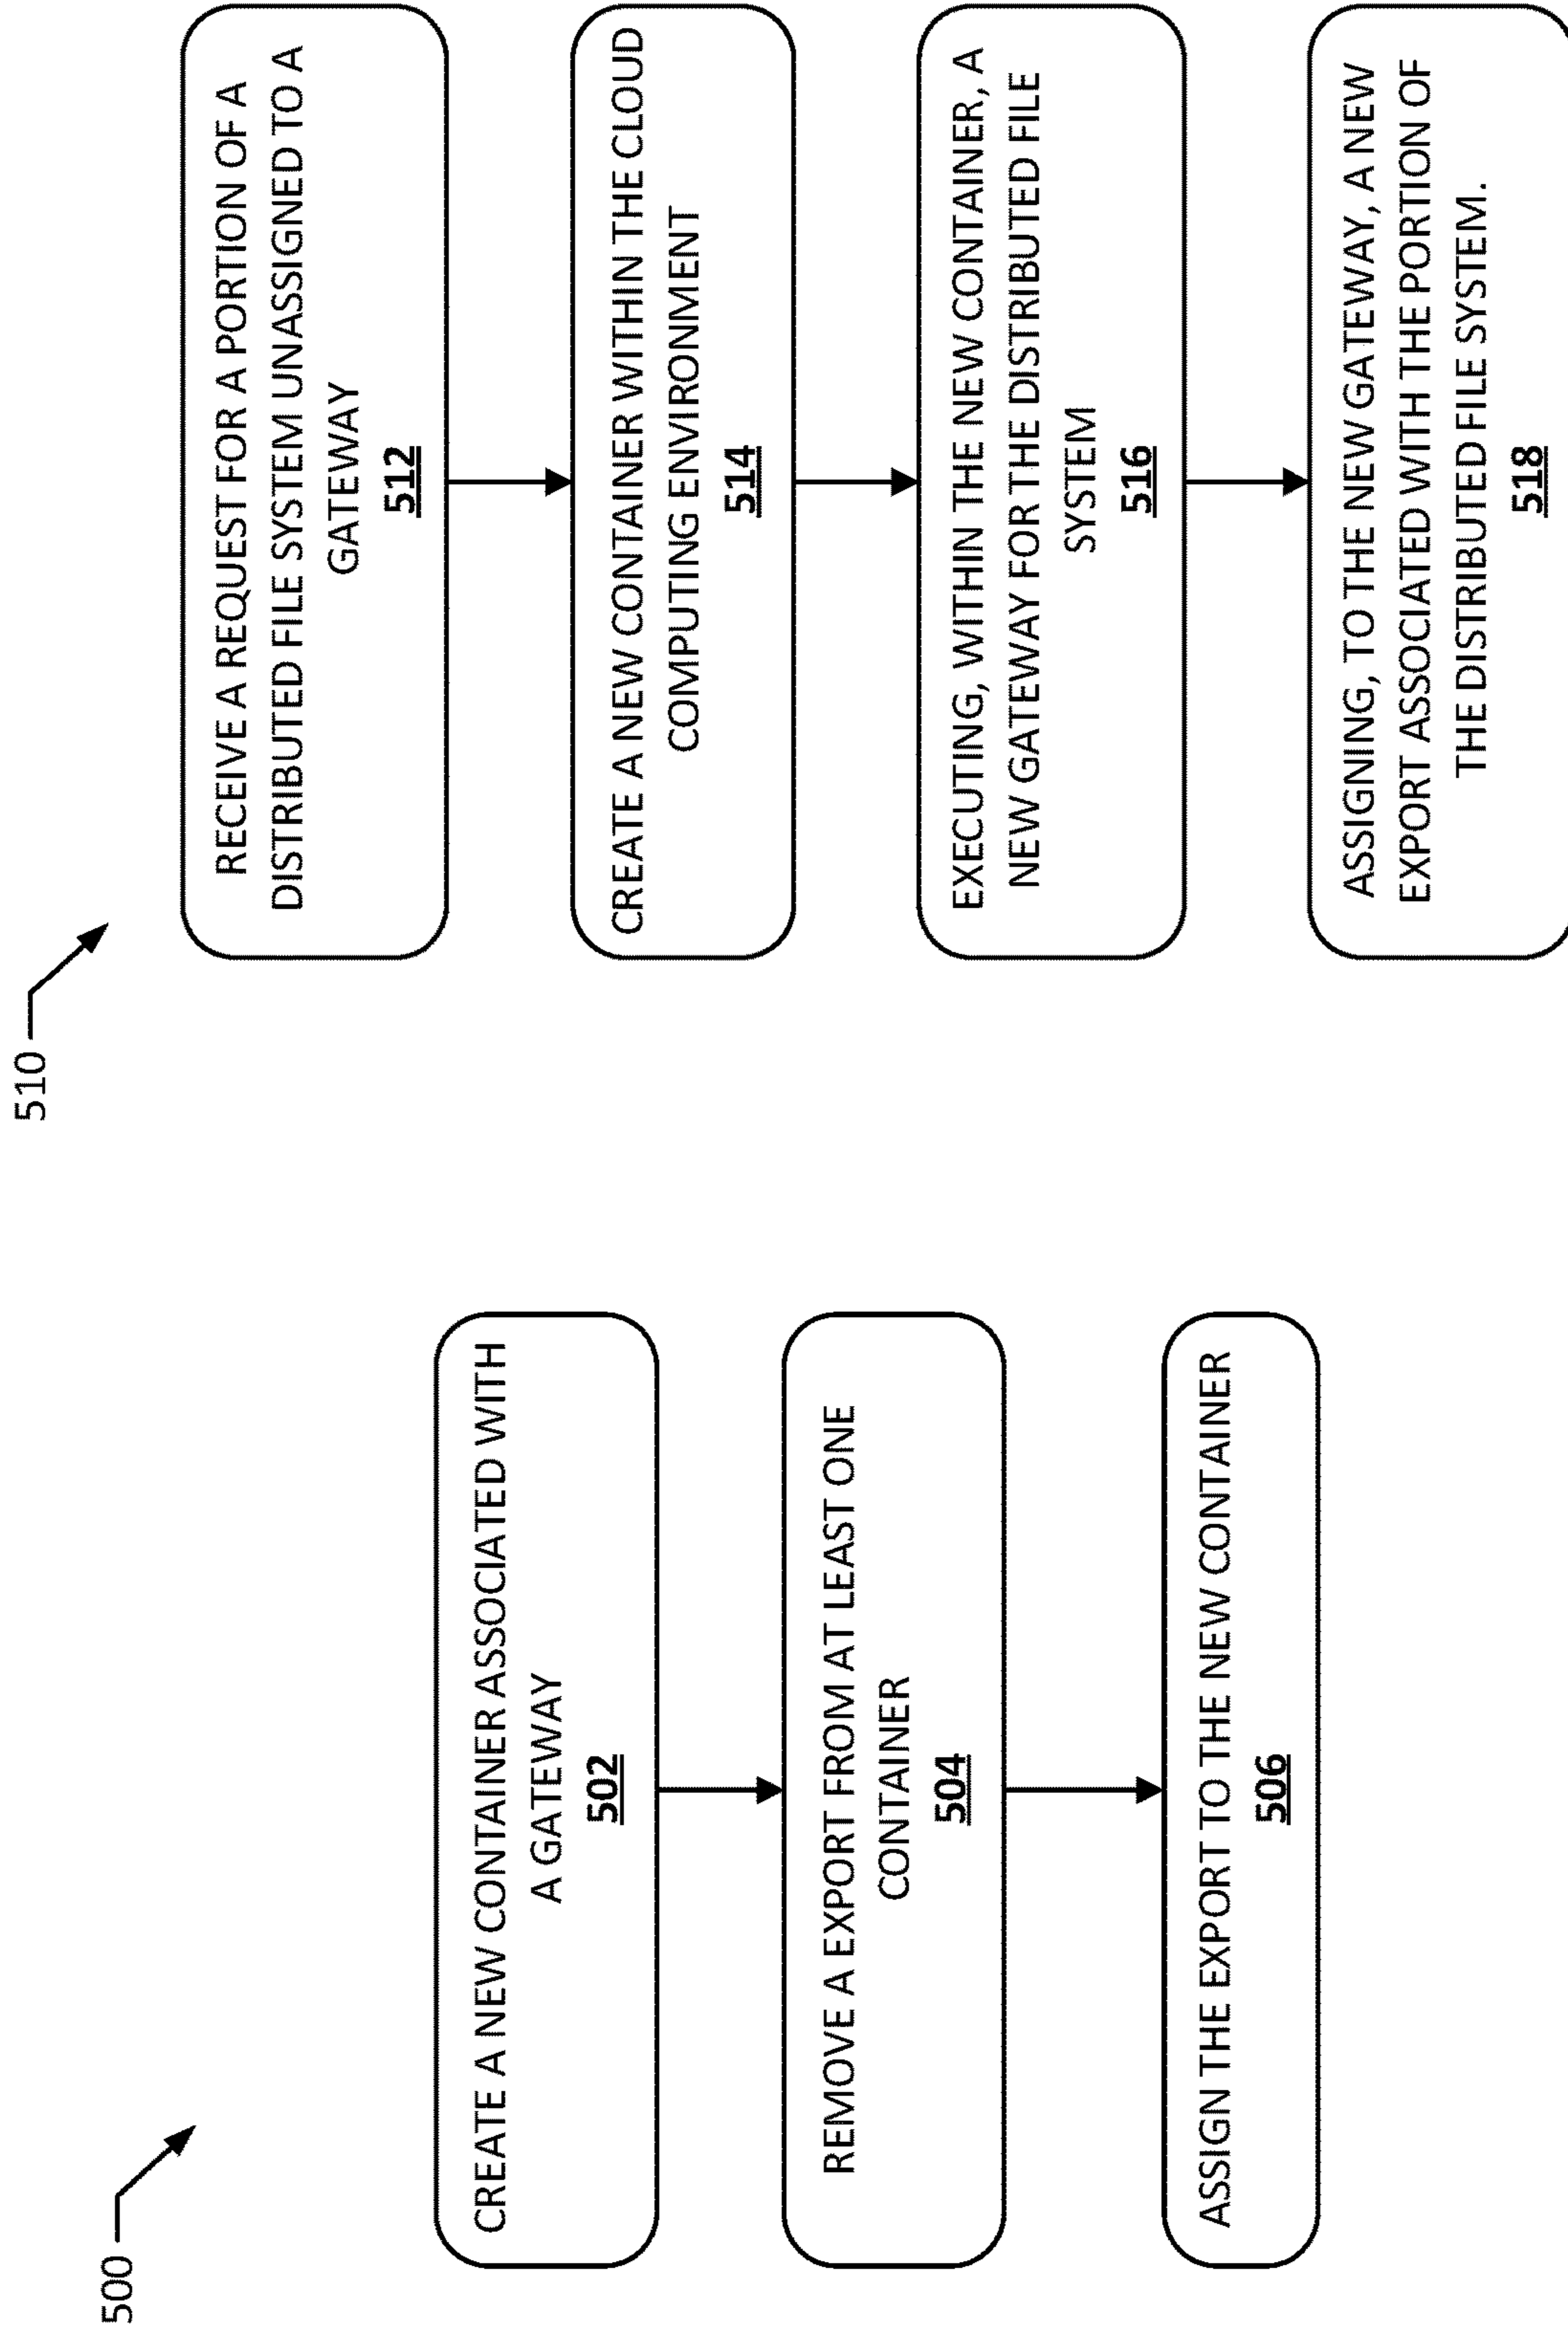 500
CREATE A NEW CONTAINER ASSOCIATED WITH
A GATEWAY
502
REMOVE A EXPORT FROM AT LEAST ONE
CONTAINER
504
ASSIGN THE EXPORT TO THE NEW CONTAINER
506
510
RECEIVE A REQUEST FOR A PORTION OF A
DISTRIBUTED FILE SYSTEM UNASSIGNED TO A
GATEWAY
512
CREATE A NEW CONTAINER WITHIN THE CLOUD
COMPUTING ENVIRONMENT
514
EXECUTING, WITHIN THE NEW CONTAINER, A
NEW GATEWAY FOR THE DISTRIBUTED FILE
SYSTEM
516
ASSIGNING, TO THE NEW GATEWAY, A NEW
EXPORT ASSOCIATED WITH THE PORTION OF
THE DISTRIBUTED FILE SYSTEM.
518